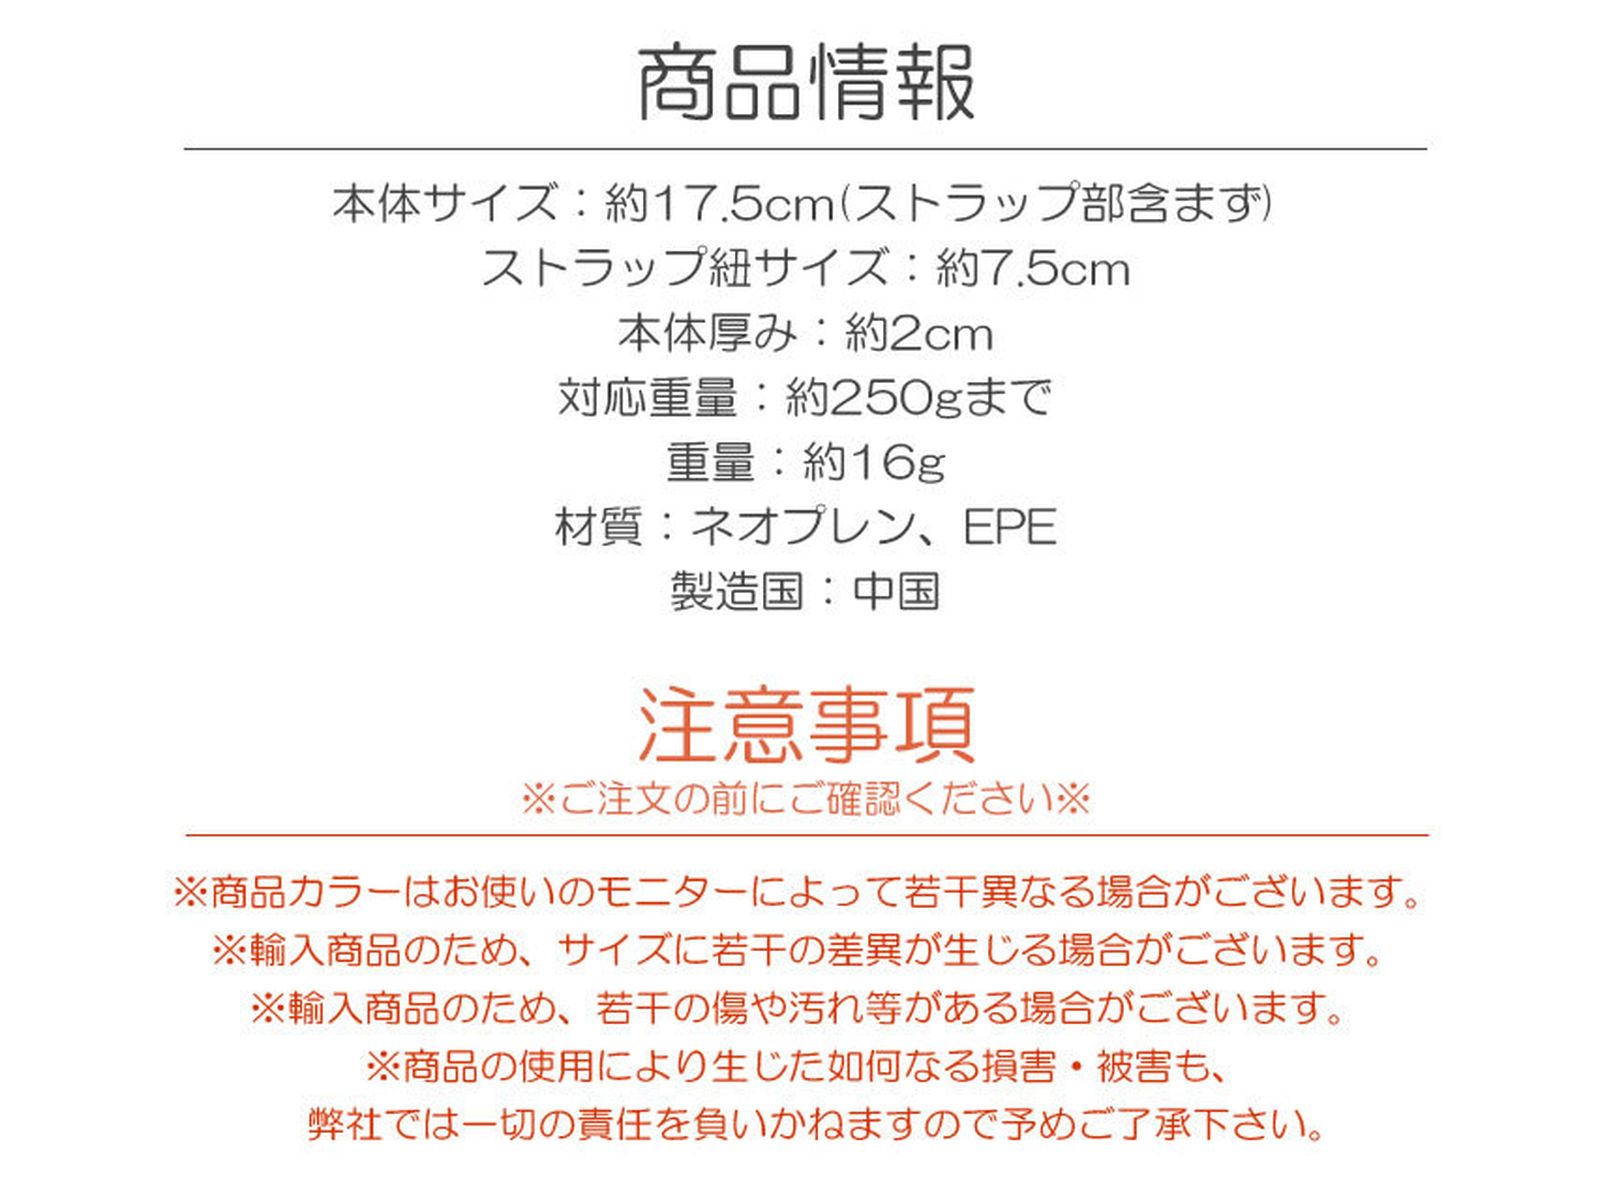 商品情報
本体サイズ：約17.5cm(ストラップ部含まず)
ストラップ紐サイズ：約7.5cm
本体厚み：約2cm
対応重量：約250gまで
重量：約16g
材質：ネオプレン、EPE
製造国：中国
注意事項
※ご注文の前にご確認ください※
※商品カラーはお使いのモニターによって若干異なる場合がございます。
※輸入商品のため、サイズに若干の差異が生じる場合がございます。
※輸入商品のため、若干の傷や汚れ等がある場合がございます。
※商品の使用により生じた如何なる損害・被害も、
弊社では一切の責任を負いかねますので予めご了承下さい。